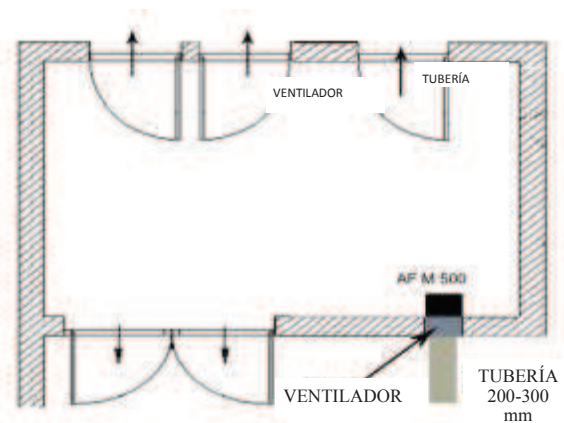 TUBERÍA
VENTILADOR
AF M 500
VENTILADOR
TUBERÍA
200-300
mm